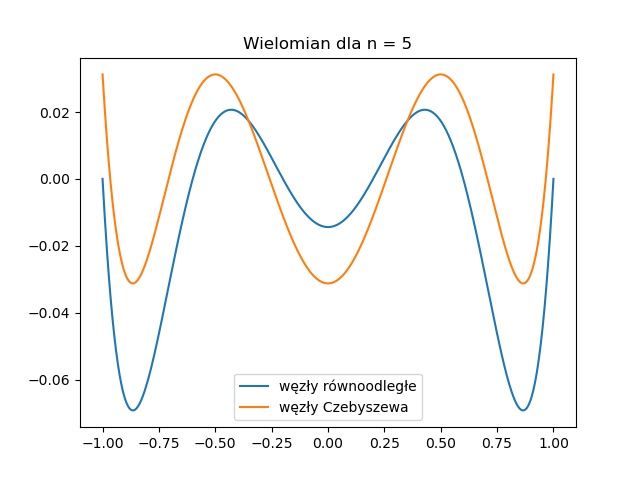 Wielomian dla n = 5
0.02
0.00
−0.02
−0.04
−0.06
−1.00 −0.75 −0.50 −0.25 0.00 0.25 0.50 0.75 1.00
węzły równoodległe
węzły Czebyszewa